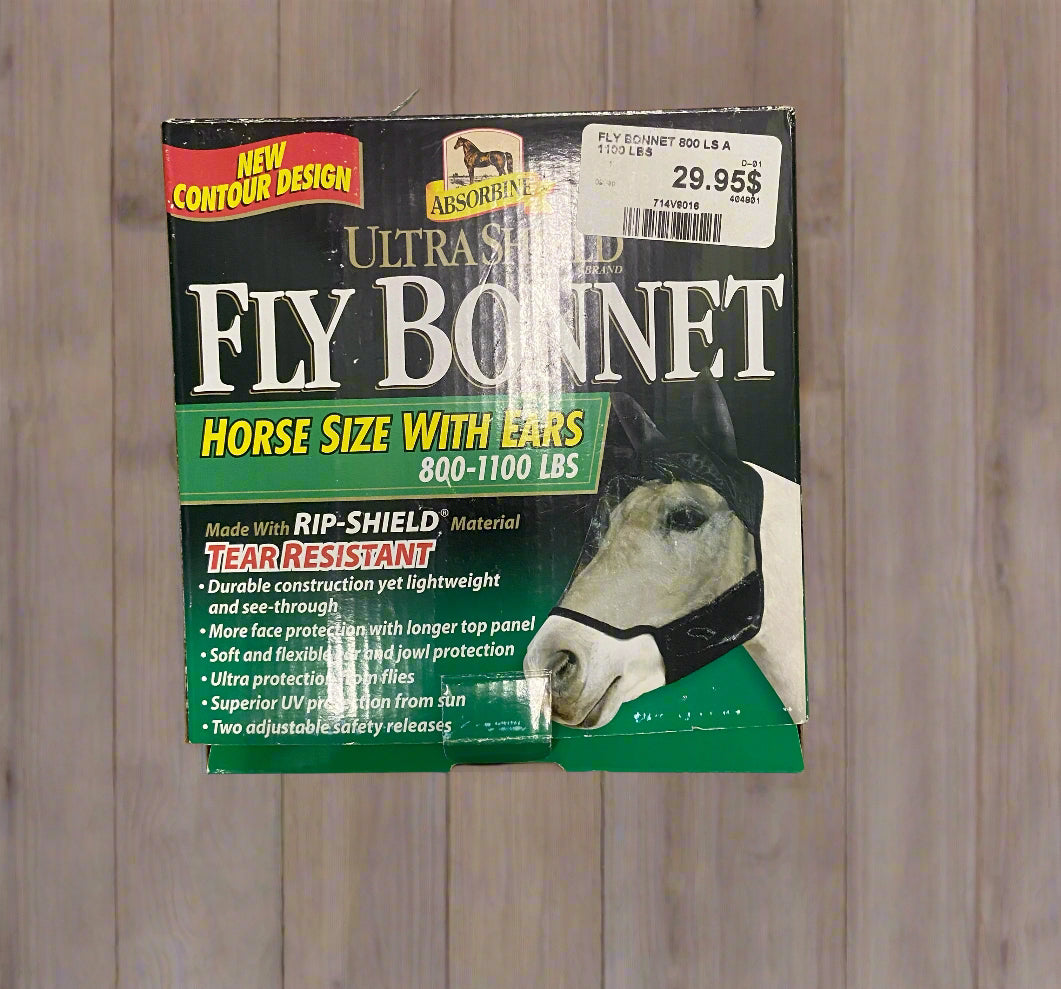 NEW
CONTOUR DESIGN
ABSORBINE
FLY BONNET 800 LS A
1100 LBS
D-01
29.95$
404801
714V9016
ULTRASHIELD
BRAND
FLY BONNET
HORSE SIZE WITH EARS
800-1100 LBS
Made With RIP-SHIELD® Material
TEAR RESISTANT
• Durable construction yet lightweight
and see-through
• More face protection with longer top panel
• Soft and flexible ear and jowl protection
• Ultra protection from flies
• Superior UV protection from sun
• Two adjustable safety releases